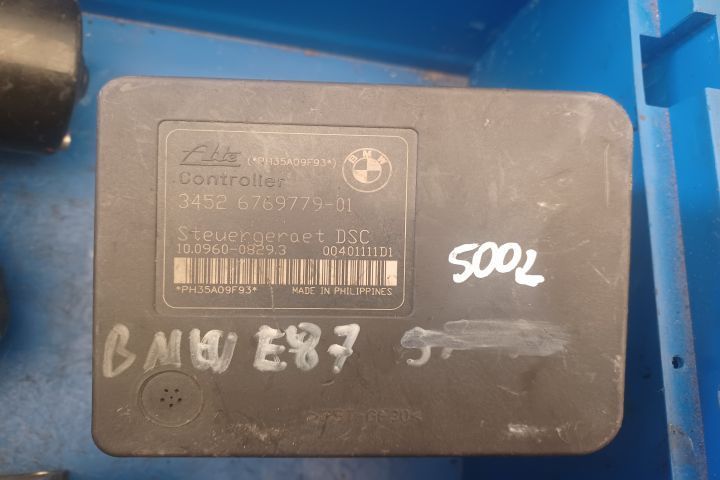 Ate (*PH35A09F93*)
BMW
Controller
3452 6769779-01
Steuergeraet DSC
10.0960-0829.3 00401111D1
*PH35A09F93* MADE IN PHILIPPINES
5002
BMW E87